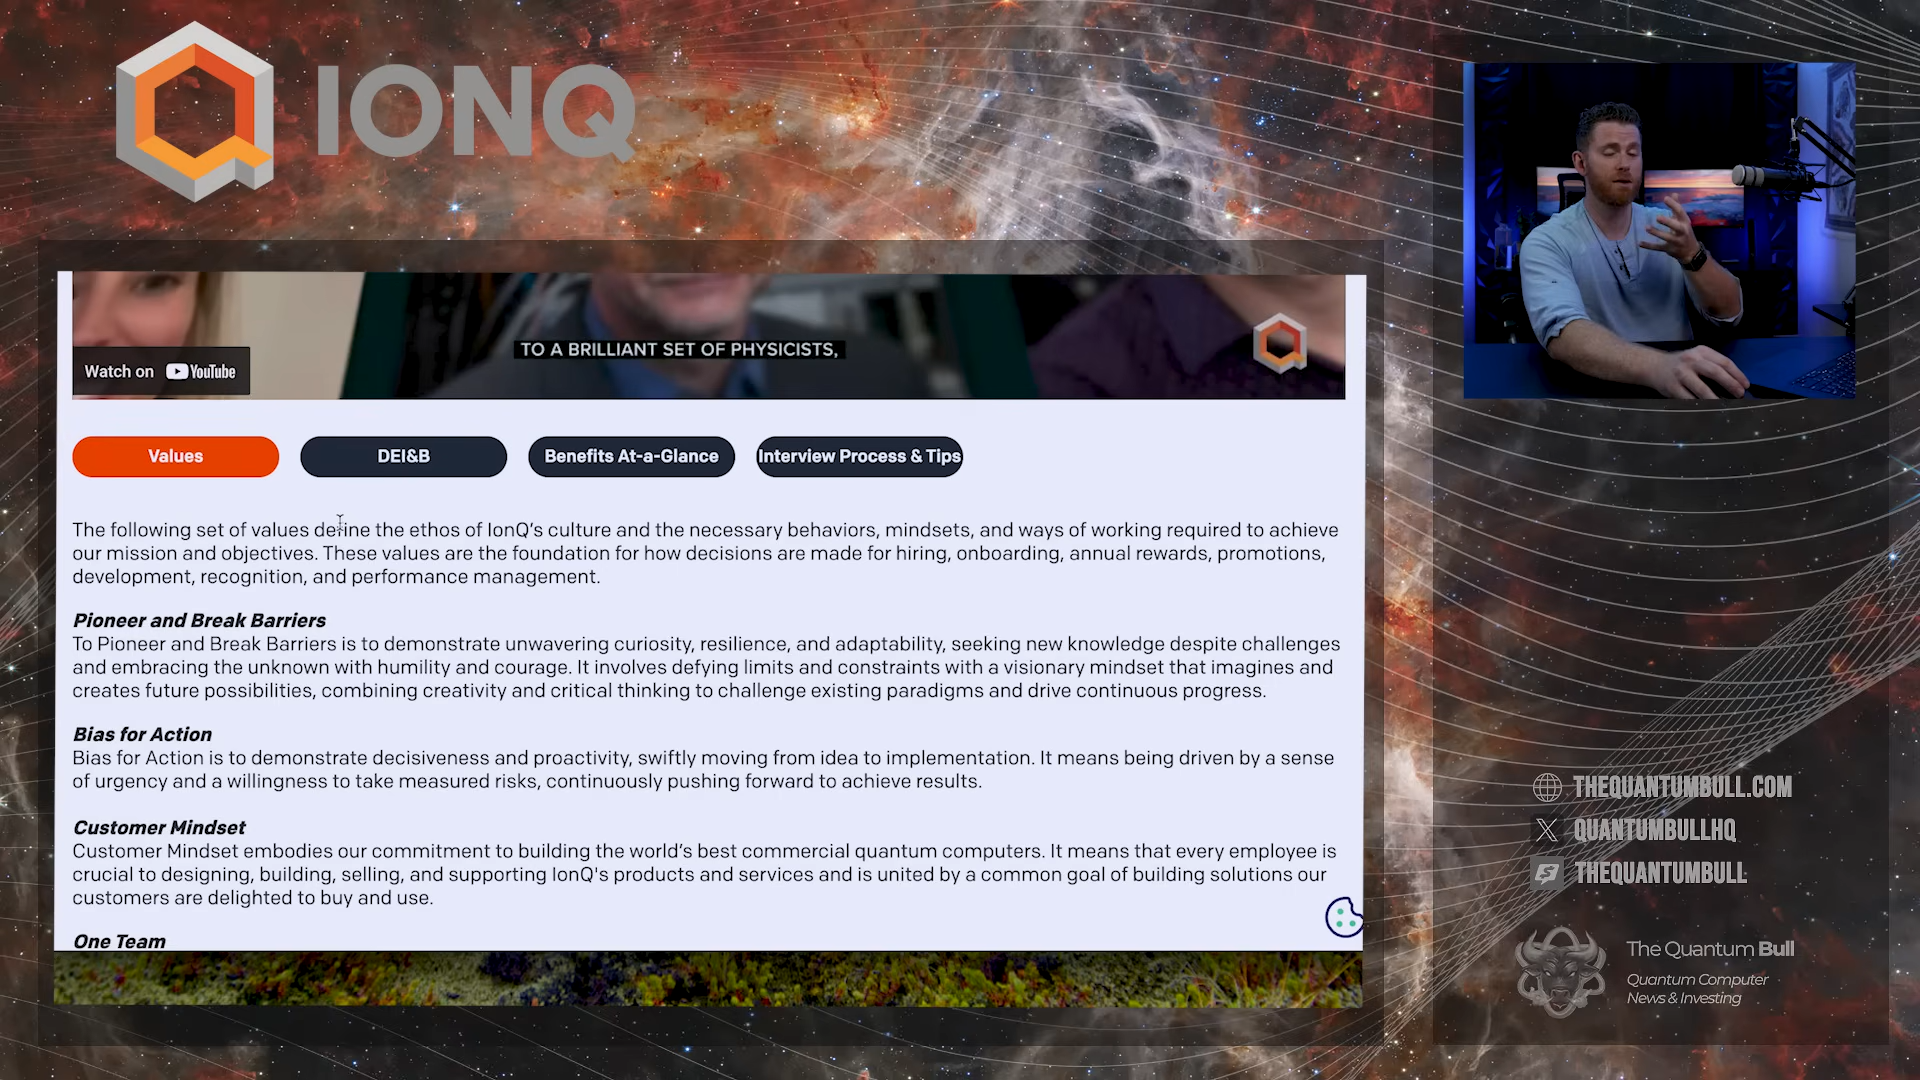 IONQ
TO A BRILLIANT SET OF PHYSICISTS,
Watch on YouTube
Values
DEI&B
Benefits At-a-Glance
Interview Process & Tips
The following set of values define the ethos of IonQ's culture and the necessary behaviors, mindsets, and ways of working required to achieve
our mission and objectives. These values are the foundation for how decisions are made for hiring, onboarding, annual rewards, promotions,
development, recognition, and performance management.
Pioneer and Break Barriers
To Pioneer and Break Barriers is to demonstrate unwavering curiosity, resilience, and adaptability, seeking new knowledge despite challenges
and embracing the unknown with humility and courage. It involves defying limits and constraints with a visionary mindset that imagines and
creates future possibilities, combining creativity and critical thinking to challenge existing paradigms and drive continuous progress.
Bias for Action
Bias for Action is to demonstrate decisiveness and proactivity, swiftly moving from idea to implementation. It means being driven by a sense
of urgency and a willingness to take measured risks, continuously pushing forward to achieve results.
Customer Mindset
Customer Mindset embodies our commitment to building the world's best commercial quantum computers. It means that every employee is
crucial to designing, building, selling, and supporting IonQ's products and services and is united by a common goal of building solutions our
customers are delighted to buy and use.
One Team
THEQUANTUMBULL.COM
QUANTUMBULLHQ
THEQUANTUMBULL
The Quantum Bull
Quantum Computer
News & Investing